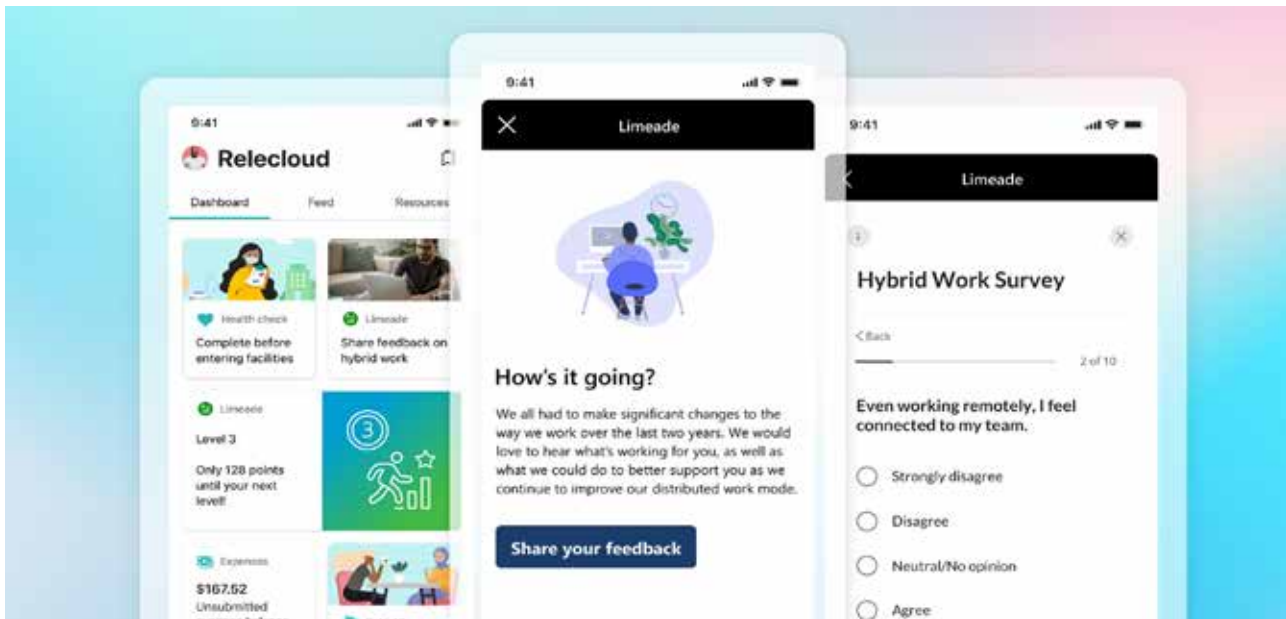 9:41
Relecloud
Dashboard Feed Resources
Health check
Complete before
entering facilities
Limeade
Share feedback on
hybrid work
Limeade
Level 3
Only 128 points
until your next
level!
3
Expenses
$167.52
Unsubmitted
9:41
Limeade
How's it going?
We all had to make significant changes to the
way we work over the last two years. We would
love to hear what's working for you, as well as
what we could do to better support you as we
continue to improve our distributed work mode.
Share your feedback
9:41
Limeade
Hybrid Work Survey
< Back
2 of 10
Even working remotely, I feel
connected to my team.
Strongly disagree
Disagree
Neutral/No opinion
Agree